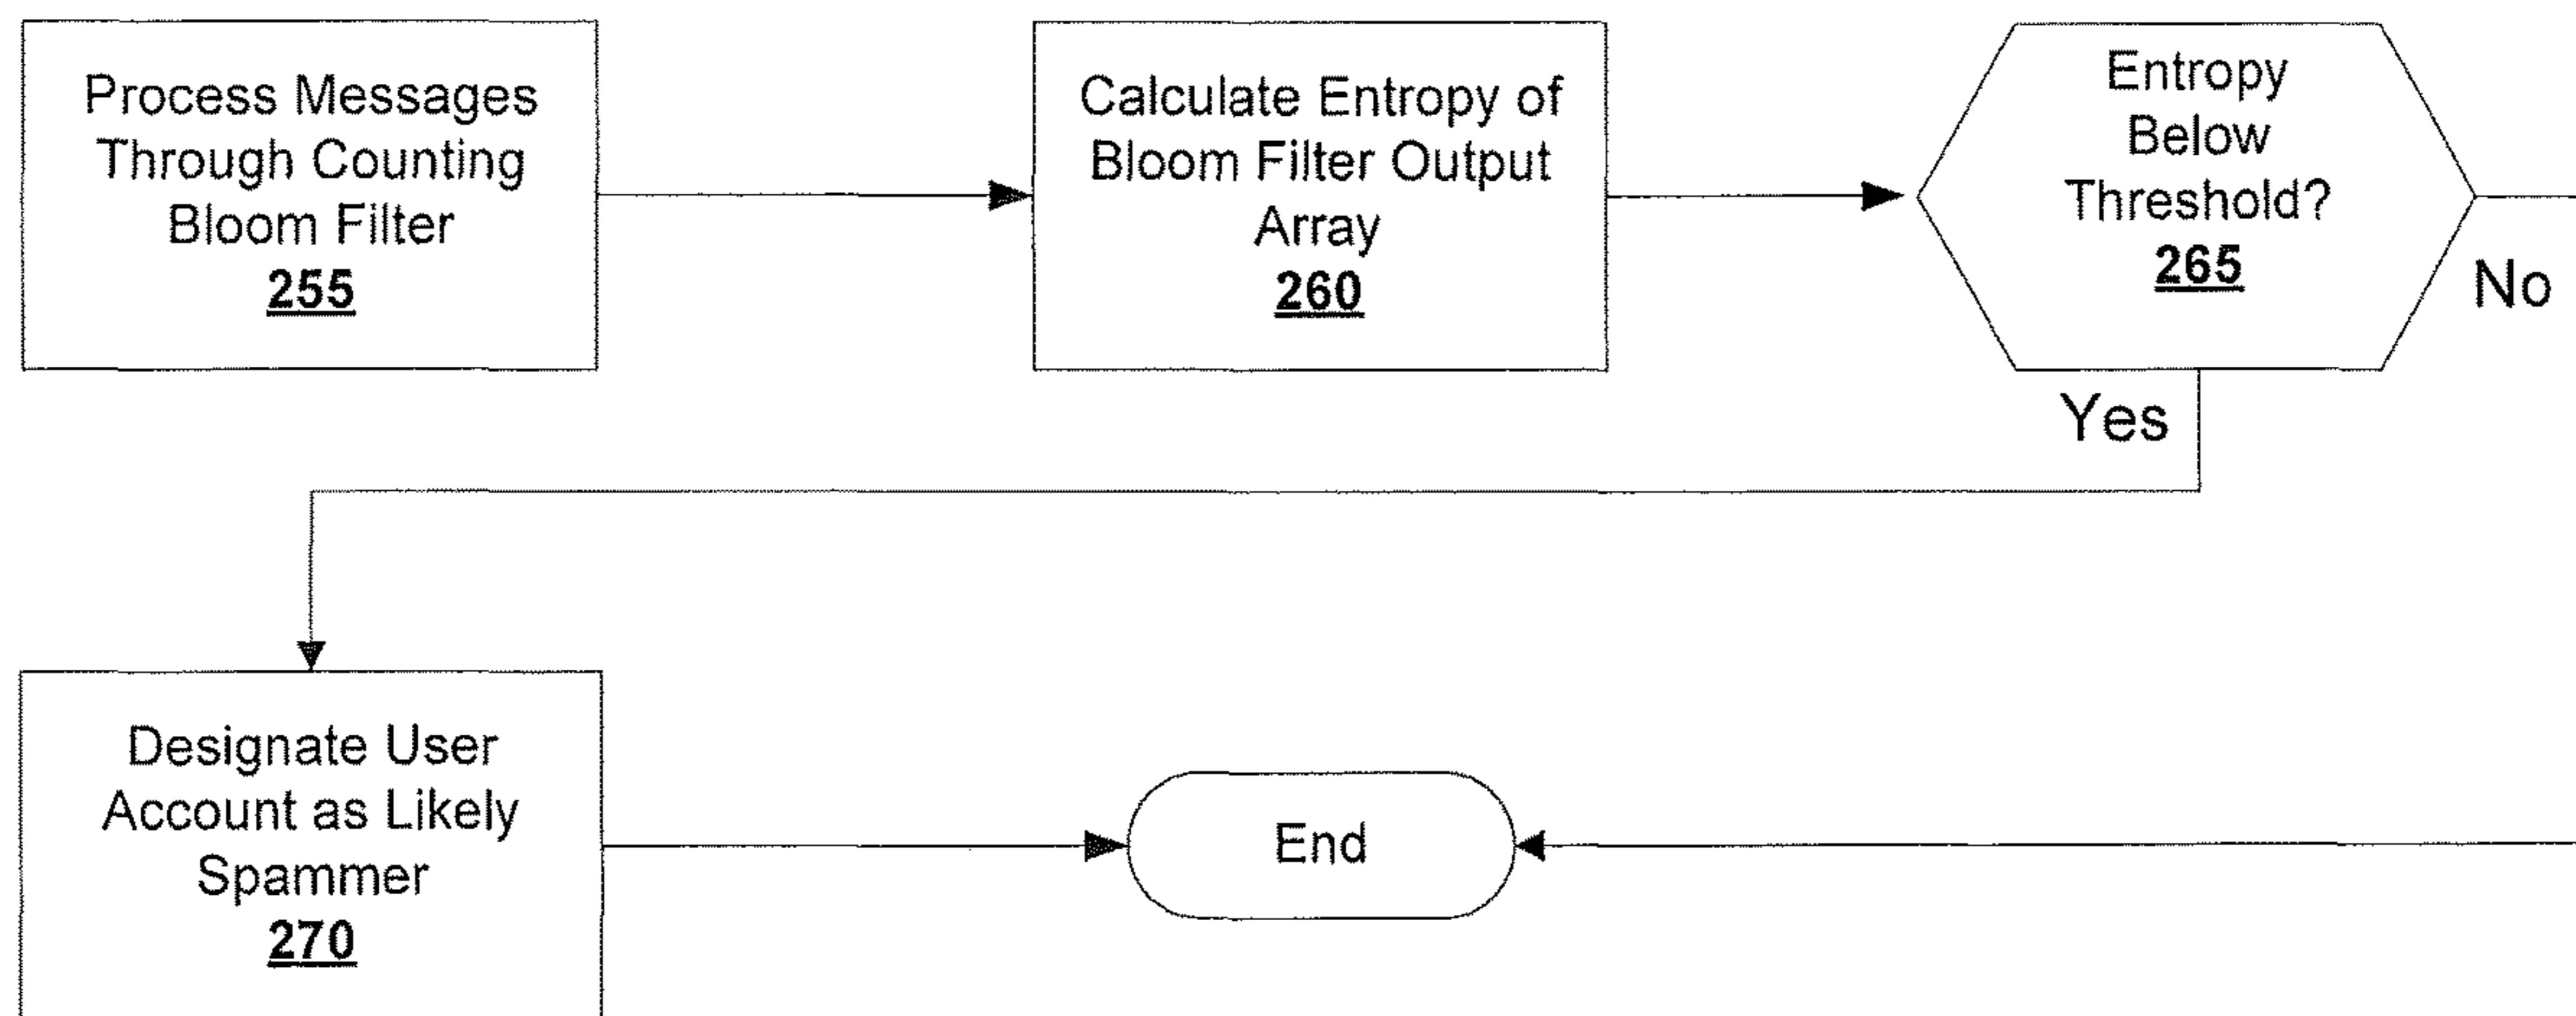 Process Messages
Through Counting
Bloom Filter
255
Calculate Entropy of
Bloom Filter Output
Array
260
Entropy
Below
Threshold?
265
No
Yes
Designate User
Account as Likely
Spammer
270
End